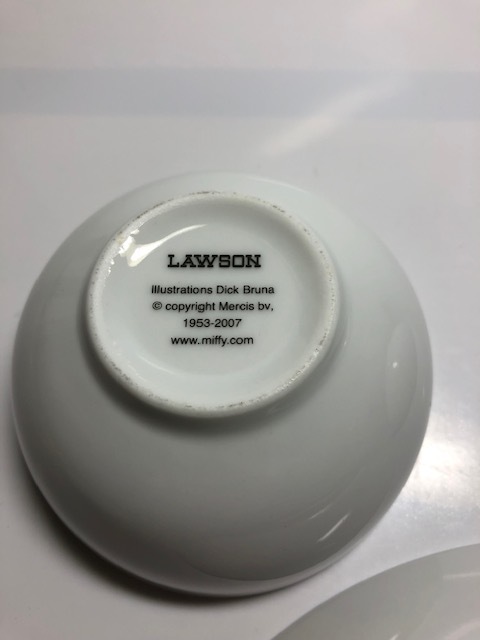 LAWSON
Illustrations Dick Bruna
© copyright Mercis bv,
1953-2007
www.miffy.com